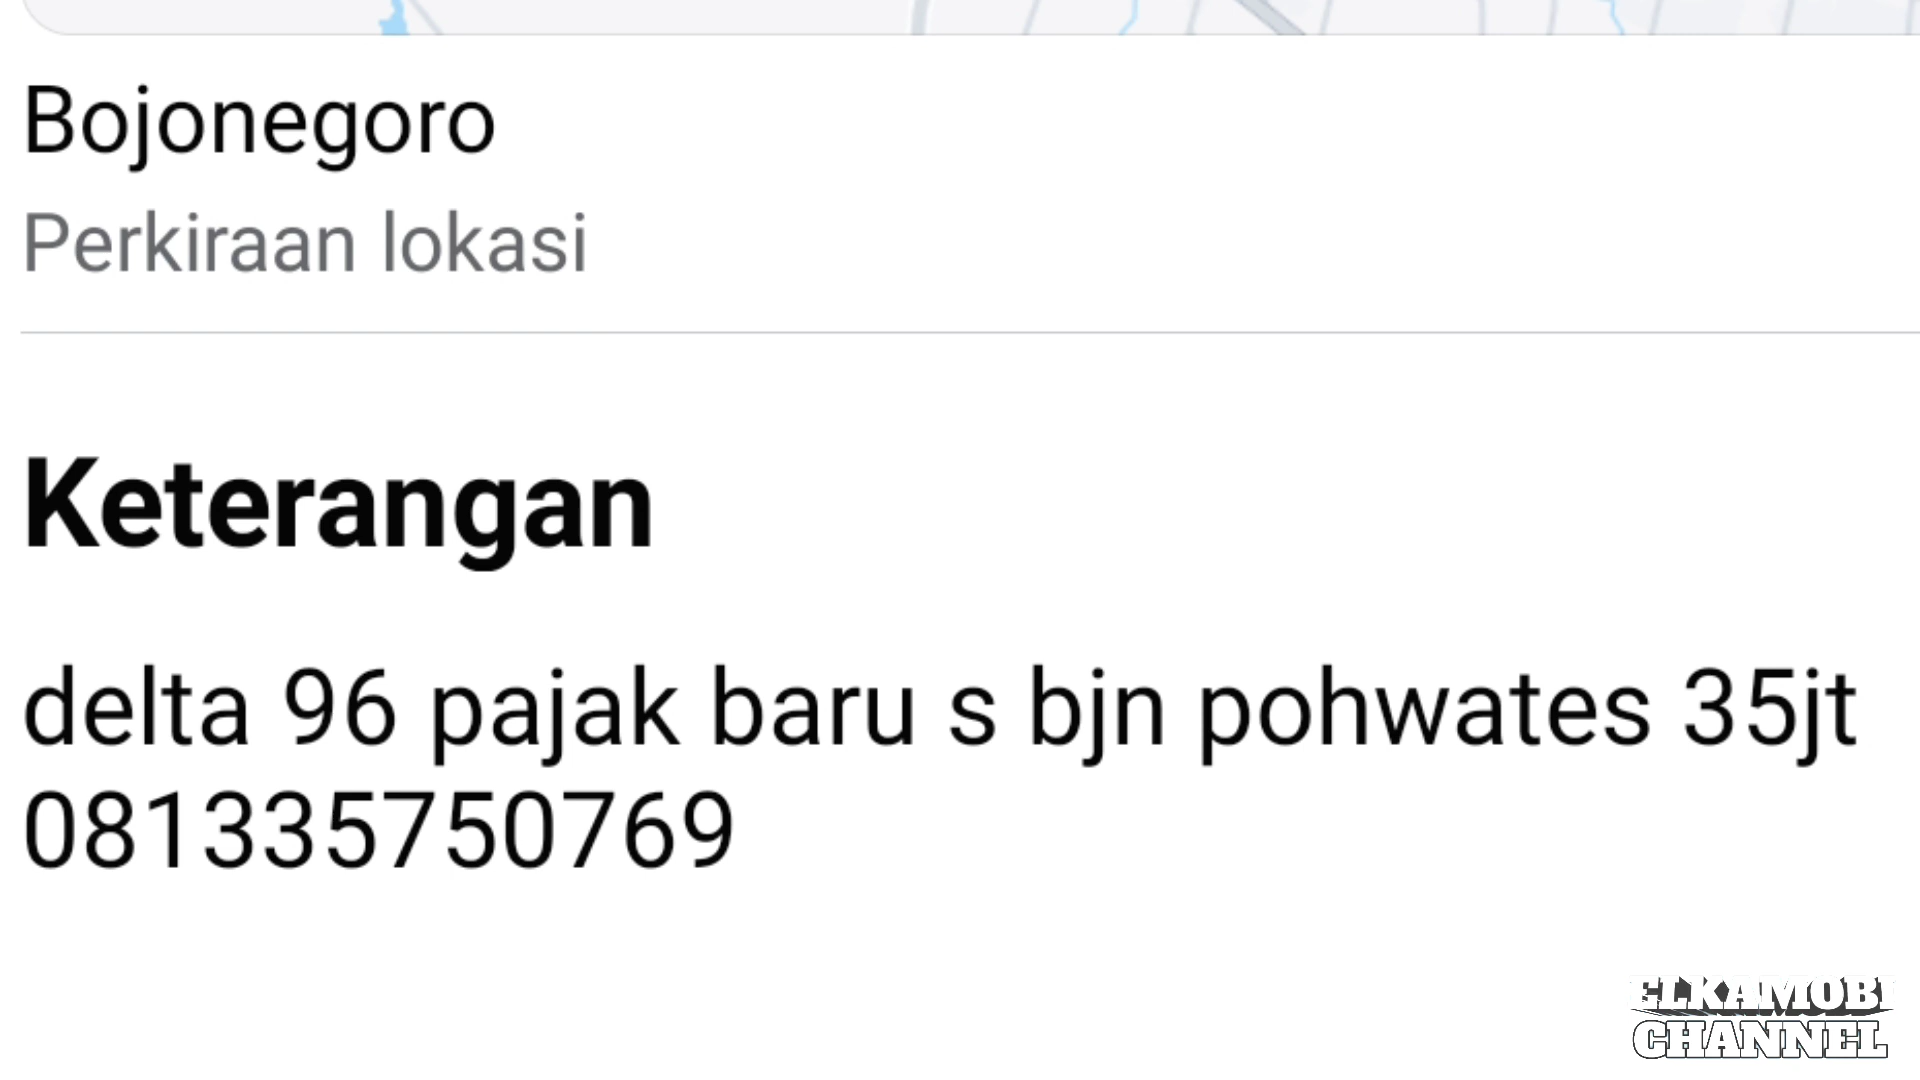 Bojonegoro
Perkiraan lokasi
Keterangan
delta 96 pajak baru s bjn pohwates 35jt
081335750769
ELKAMOBI
CHANNEL